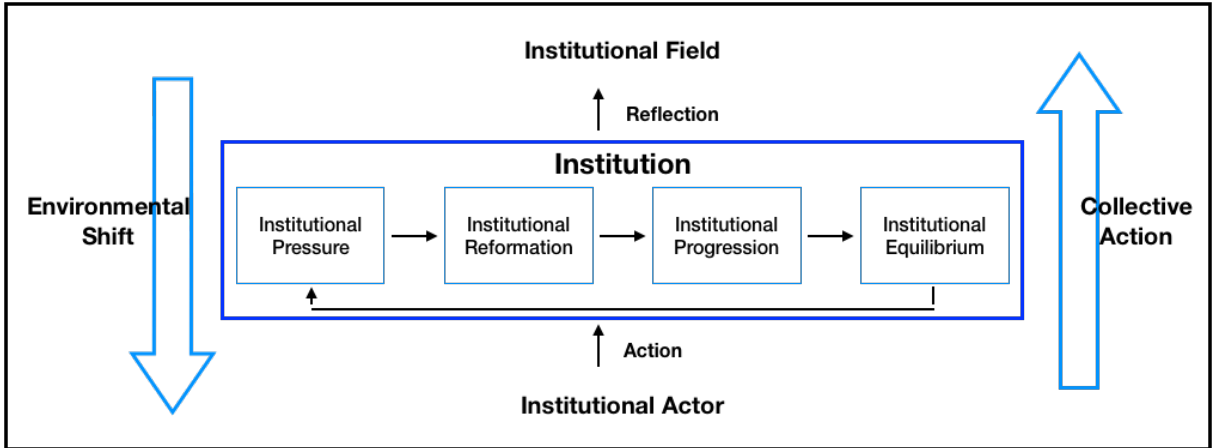 Institutional Field
Reflection
Institution
Environmental
Shift
Institutional
Pressure
Institutional
Reformation
Institutional
Progression
Institutional
Equilibrium
Collective
Action
Action
Institutional Actor